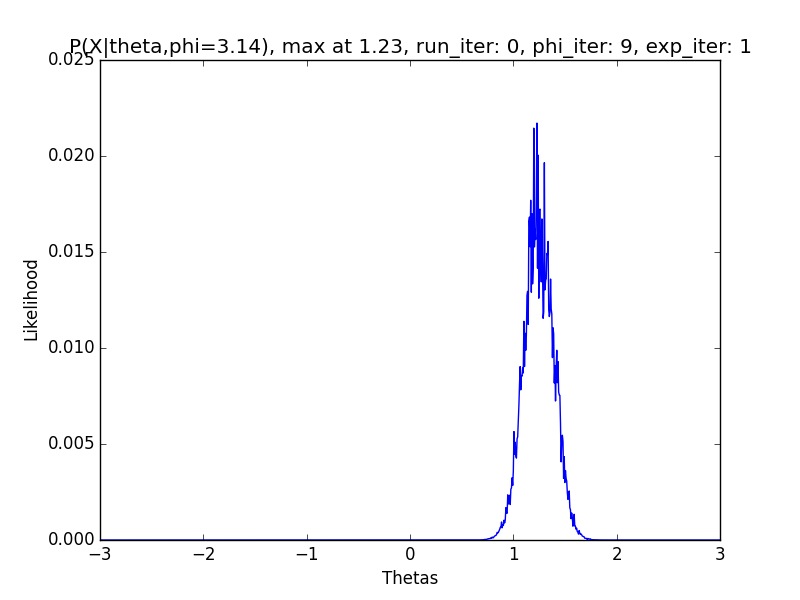 P(X|theta,phi=3.14), max at 1.23, run_iter: 0, phi_iter: 9, exp_iter: 1
0.025
0.020
0.015
0.010
0.005
0.000
Likelihood
−3 −2 −1 0 1 2 3
Thetas